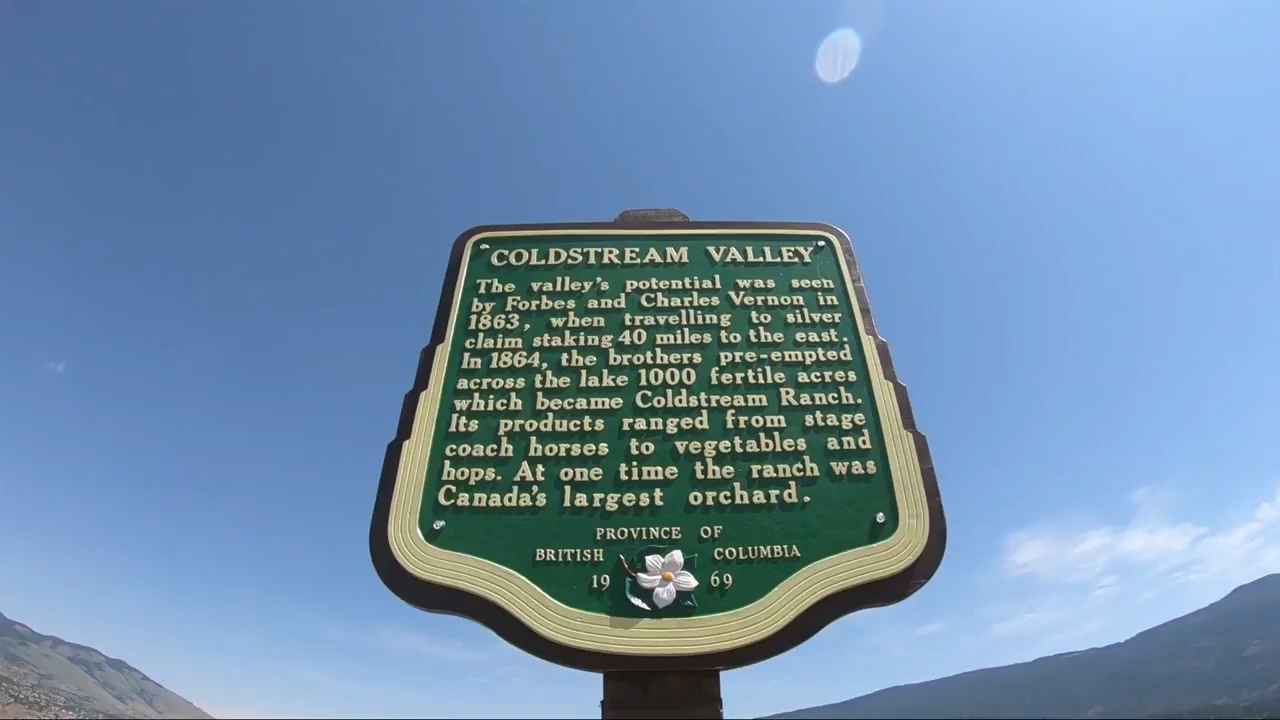 COLDSTREAM VALLEY
The valley's potential was seen
by Forbes and Charles Vernon in
1863, when travelling to silver
claim staking 40 miles to the east.
In 1864, the brothers pre-empted
across the lake 1000 fertile acres
which became Coldstream Ranch.
Its products ranged from stage
coach horses to vegetables and
hops. At one time the ranch was
Canada's largest orchard.
PROVINCE OF
BRITISH COLUMBIA
19 69